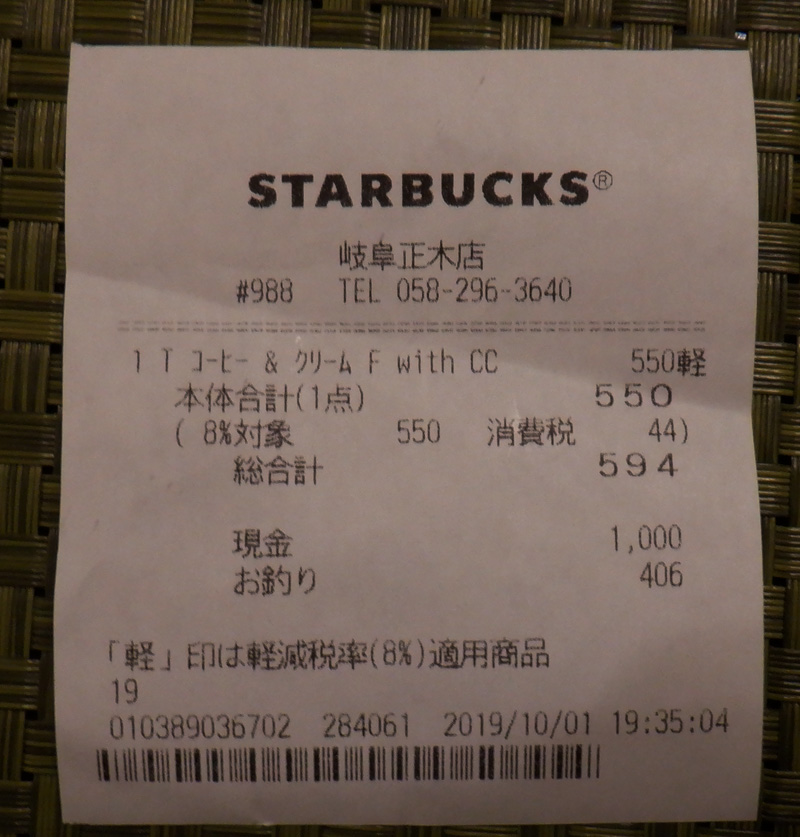 STARBUCKS®
岐阜正木店
#988 TEL 058-296-3640
1 T コーヒー & クリーム F with CC 550軽
本体合計(1点) 550
( 8%対象 550 消費税 44)
総合計 594
現金 1,000
お釣り 406
「軽」印は軽減税率(8%)適用商品
19
010389036702 284061 2019/10/01 19:35:04